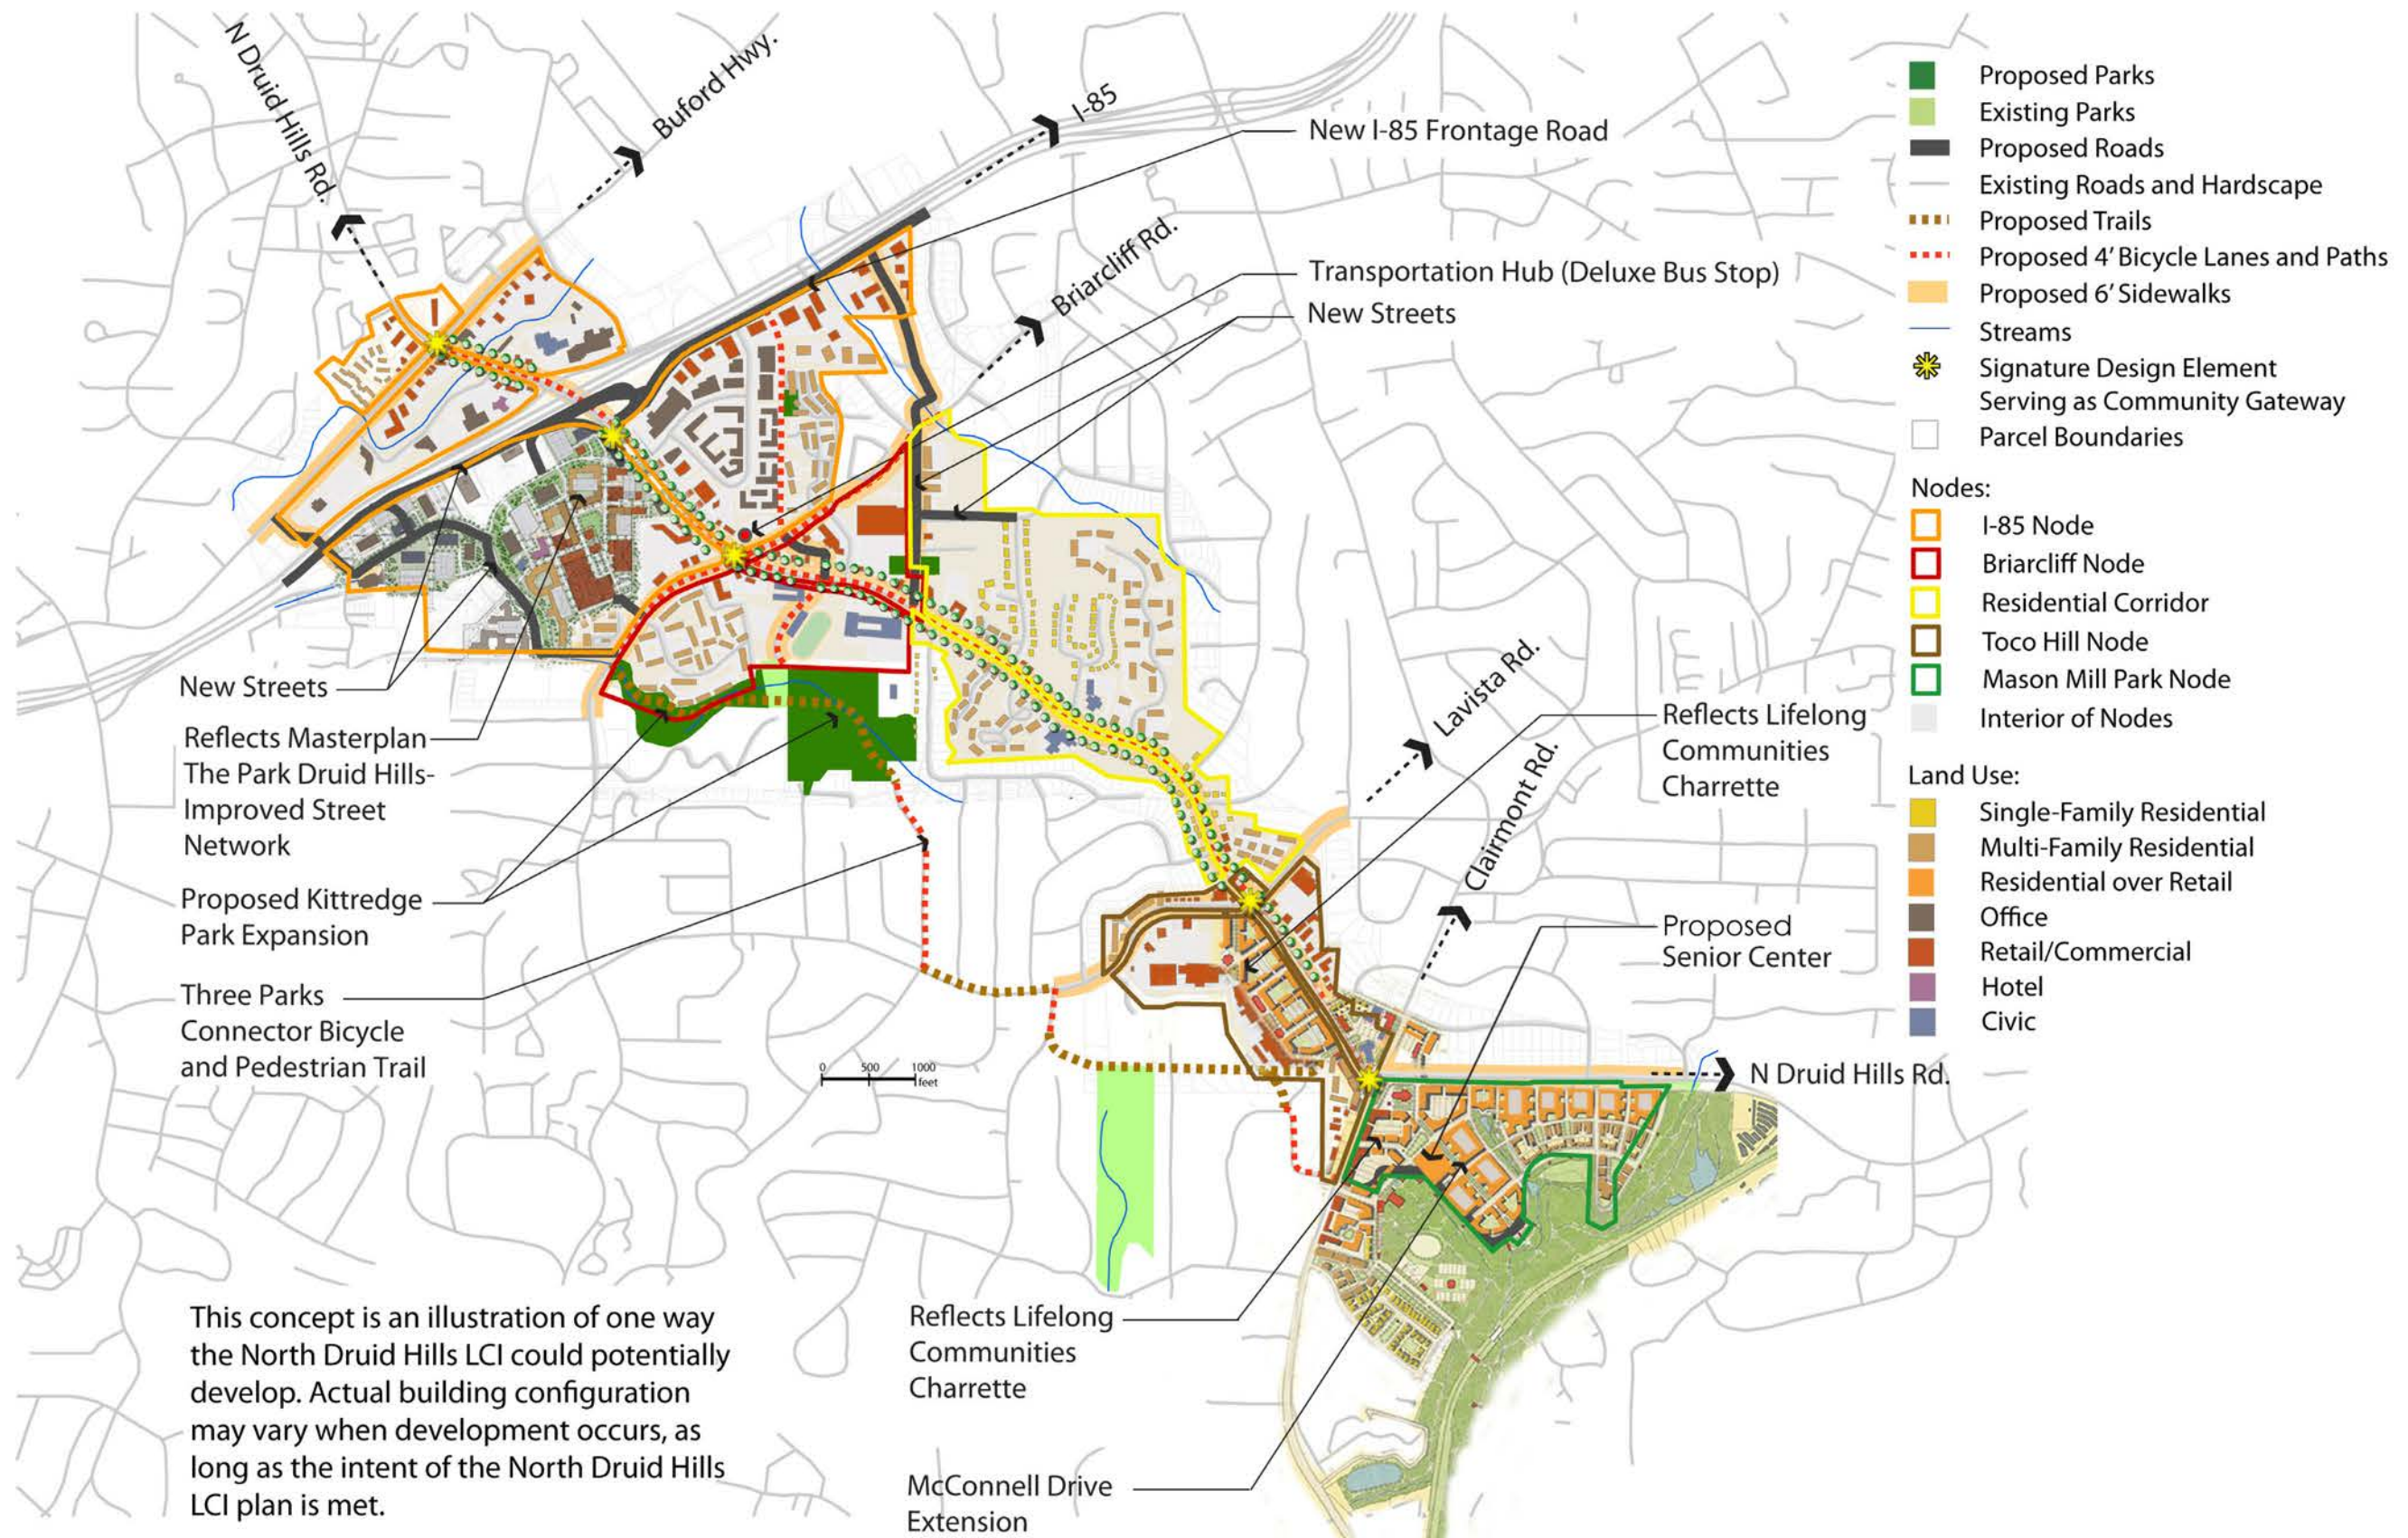 N Druid Hills Rd.
Buford Hwy.
I-85
Briarcliff Rd.
New I-85 Frontage Road
Transportation Hub (Deluxe Bus Stop)
New Streets
Proposed Parks
Existing Parks
Proposed Roads
Existing Roads and Hardscape
Proposed Trails
Proposed 4' Bicycle Lanes and Paths
Proposed 6' Sidewalks
Streams
Signature Design Element
Serving as Community Gateway
Parcel Boundaries
Nodes:
I-85 Node
Briarcliff Node
Residential Corridor
Toco Hill Node
Mason Mill Park Node
Interior of Nodes
Land Use:
Single-Family Residential
Multi-Family Residential
Residential over Retail
Office
Retail/Commercial
Hotel
Civic
New Streets
Reflects Masterplan
The Park Druid Hills-
Improved Street
Network
Proposed Kittredge
Park Expansion
Three Parks
Connector Bicycle
and Pedestrian Trail
Lavista Rd.
Clairmont Rd.
Reflects Lifelong
Communities
Charrette
Proposed
Senior Center
N Druid Hills Rd.
0 500 1000
feet
Reflects Lifelong
Communities
Charrette
McConnell Drive
Extension
This concept is an illustration of one way
the North Druid Hills LCI could potentially
develop. Actual building configuration
may vary when development occurs, as
long as the intent of the North Druid Hills
LCI plan is met.